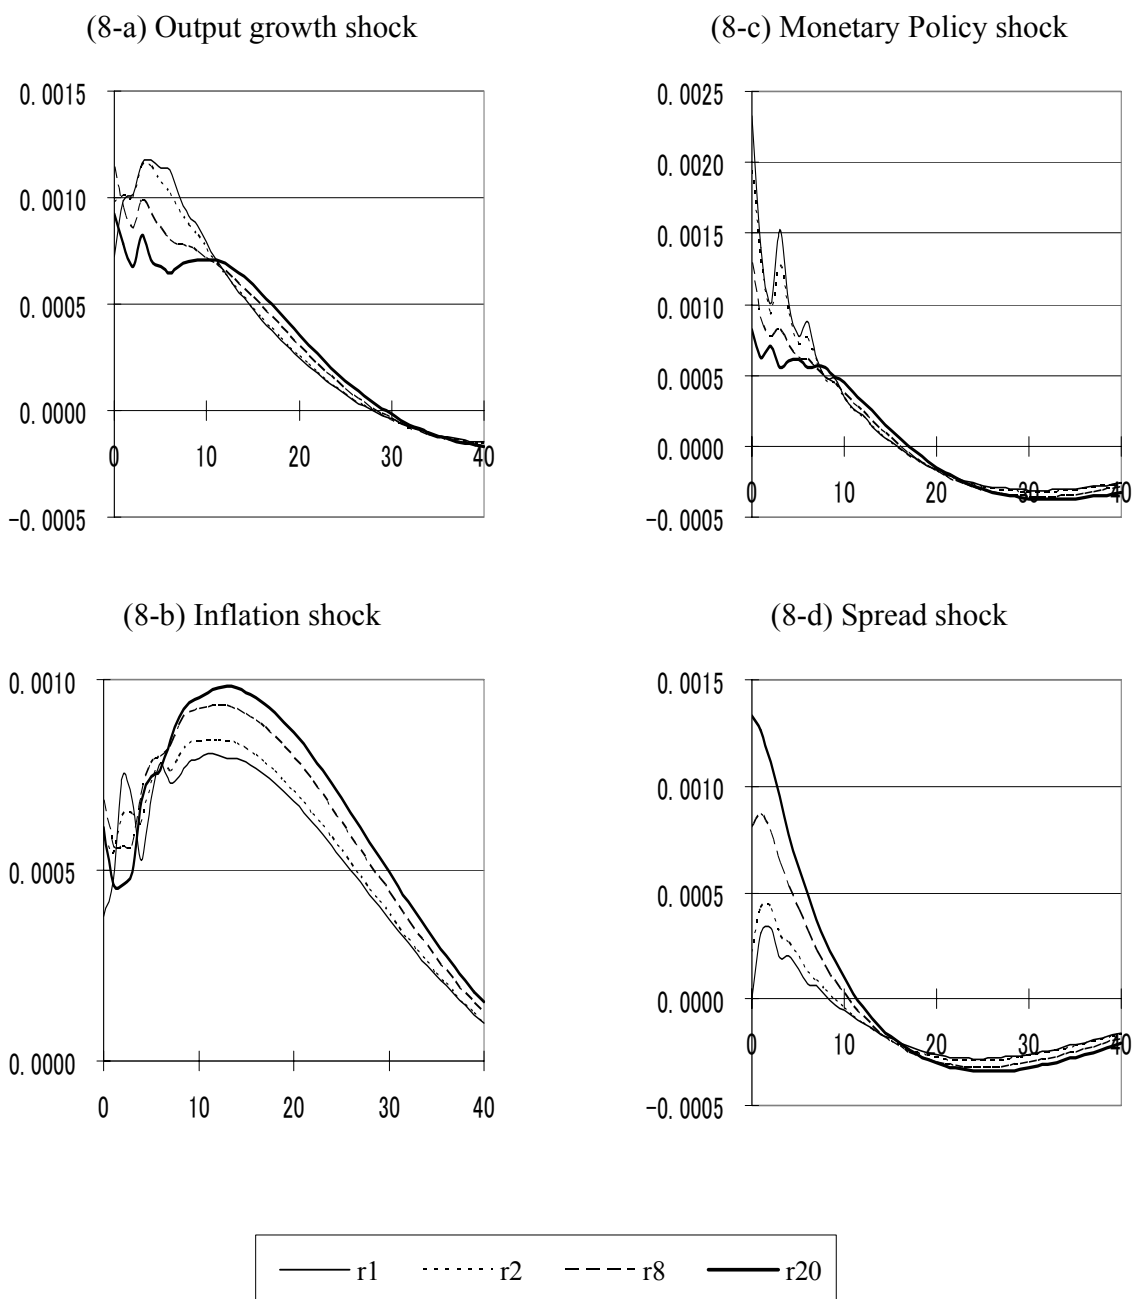 (8-a) Output growth shock
0.0015
0.0010
0.0005
0.0000
-0.0005
0 10 20 30 40
(8-c) Monetary Policy shock
0.0025
0.0020
0.0015
0.0010
0.0005
0.0000
-0.0005
0 10 20 30 40
(8-b) Inflation shock
0.0010
0.0005
0.0000
0 10 20 30 40
(8-d) Spread shock
0.0015
0.0010
0.0005
0.0000
-0.0005
0 10 20 30 40
r1 r2 r8 r20